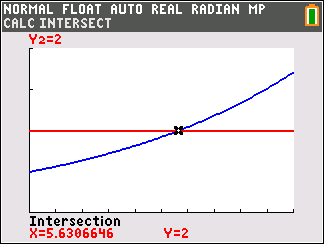 NORMAL FLOAT AUTO REAL RADIAN MP
CALC INTERSECT
Y₂=2
Intersection
X=5.6306646 Y=2